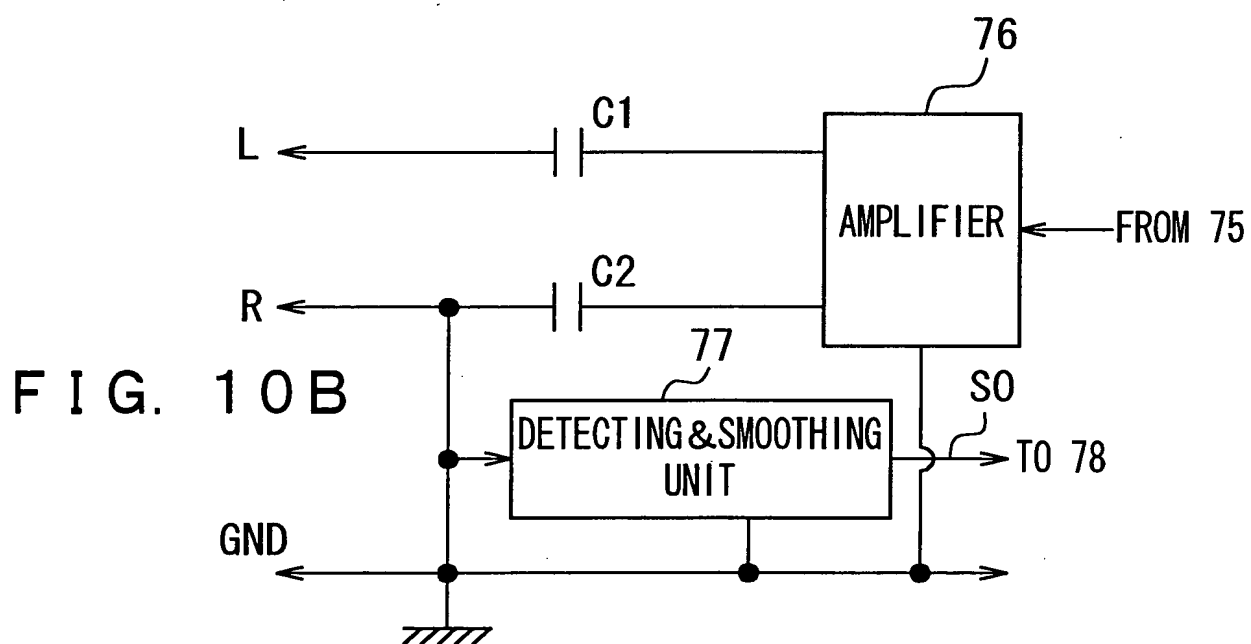 76
C1
L
AMPLIFIER
FROM 75
C2
R
77
FIG. 10B
SO
DETECTING&SMOOTHING
UNIT
TO 78
GND